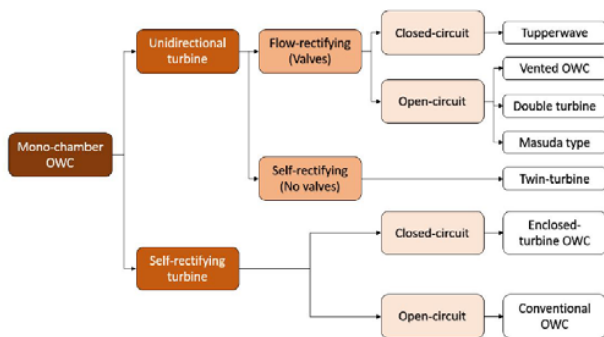 Mono-chamber
OWC
Unidirectional
turbine
Flow-rectifying
(Valves)
Closed-circuit
Tupperwave
Open-circuit
Vented OWC
Double turbine
Masuda type
Self-rectifying
(No valves)
Twin-turbine
Self-rectifying
turbine
Closed-circuit
Enclosed-
turbine OWC
Open-circuit
Conventional
OWC